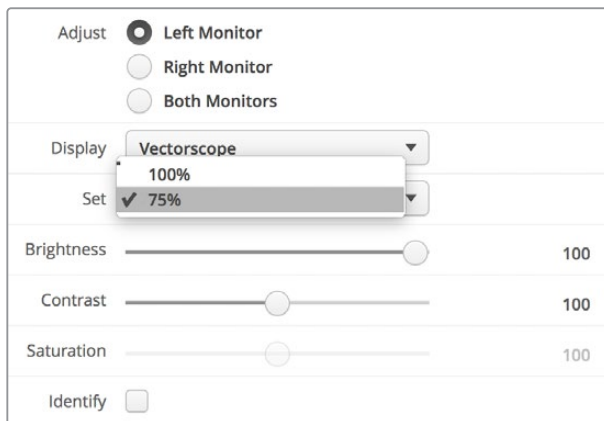 Adjust Left Monitor
Right Monitor
Both Monitors
Display Vectorscope
100%
Set 75%
Brightness 100
Contrast 100
Saturation 100
Identify